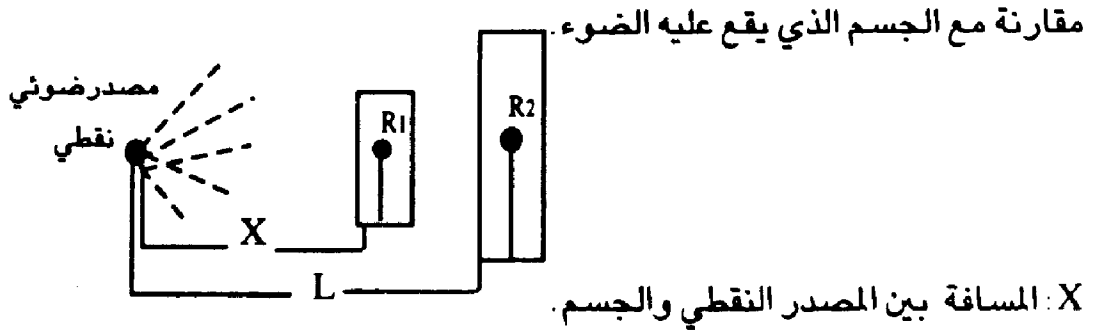 مقارنة مع الجسم الذي يقع عليه الضوء.
مصدر ضوئي
نقطي
R1
R2
X
L
X: المسافة بين المصدر النقطي والجسم.